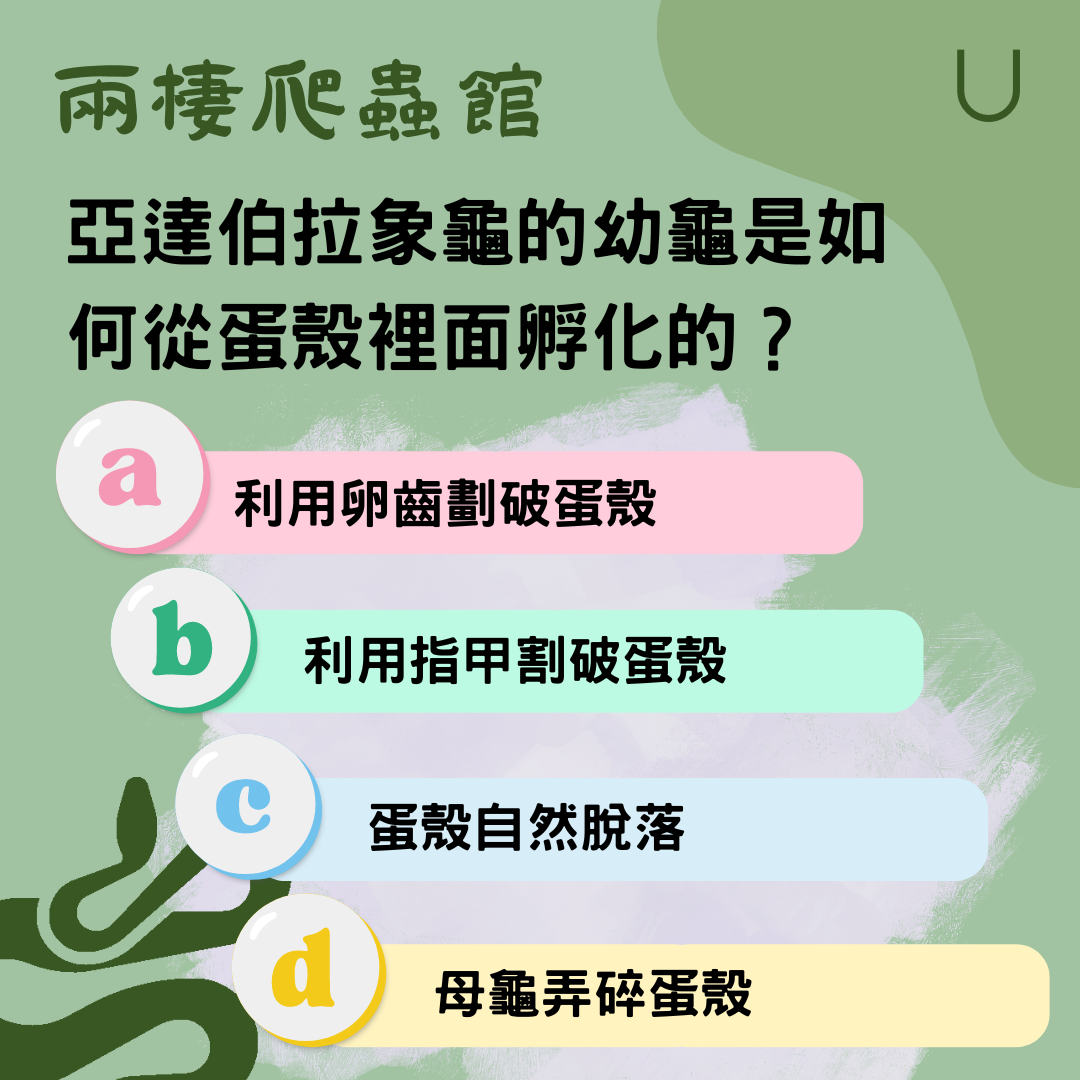 兩棲爬蟲館
U
亞達伯拉象龜的幼龜是如
何從蛋殼裡面孵化的？
a
利用卵齒劃破蛋殼
b
利用指甲割破蛋殼
c
蛋殼自然脫落
d
母龜弄碎蛋殼